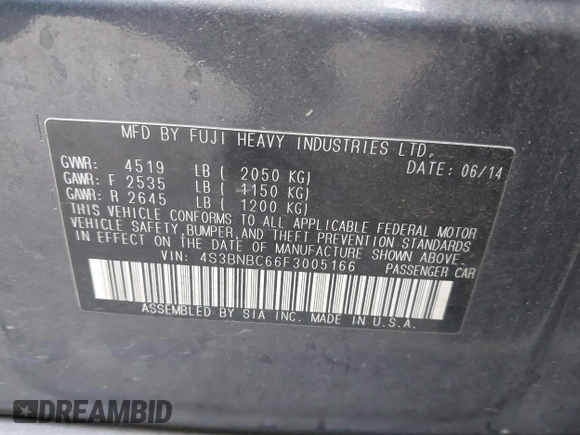 MFD BY FUJI HEAVY INDUSTRIES LTD.
GVWR: 4519 LB ( 2050 KG) DATE: 06/14
GAWR: F 2535 LB ( 1150 KG)
GAWR: R 2645 LB ( 1200 KG)
THIS VEHICLE CONFORMS TO ALL APPLICABLE FEDERAL MOTOR
VEHICLE SAFETY, BUMPER, AND THEFT PREVENTION STANDARDS
IN EFFECT ON THE DATE OF MANUFACTURE SHOWN ABOVE.
VIN: 4S3BNBC66F3005166 PASSENGER CAR
ASSEMBLED BY SIA INC. MADE IN U.S.A.
DREAMBID